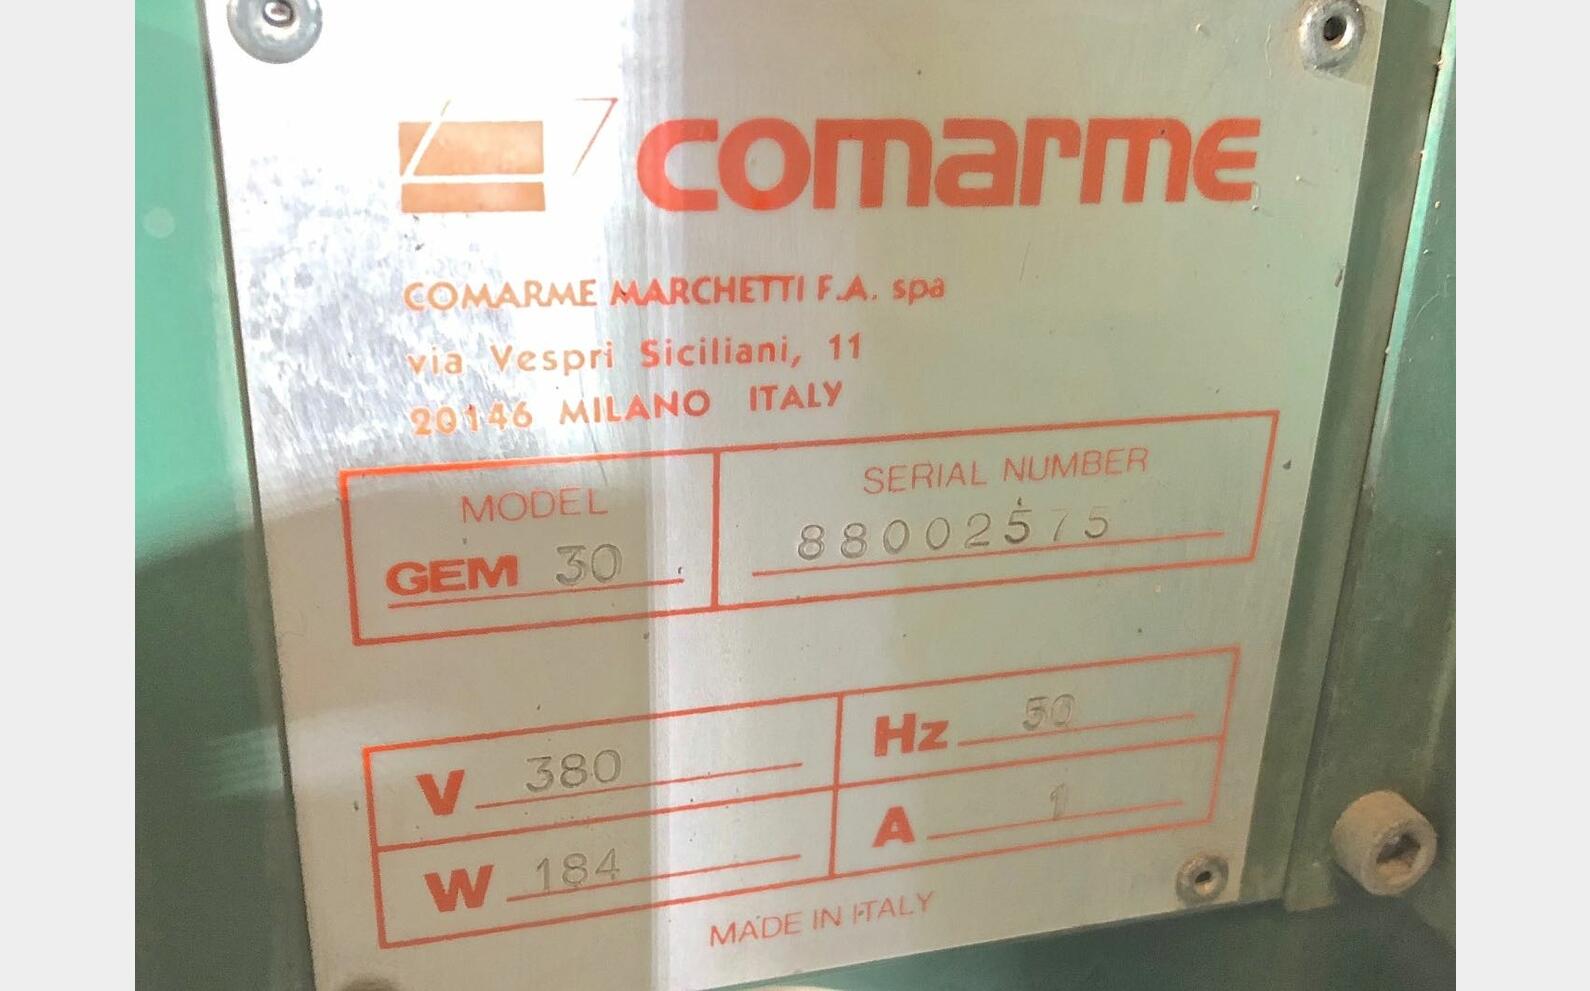 comarme
COMARME MARCHETTI F.A. spa
via Vespri Siciliani, 11
20146 MILANO ITALY
MODEL
GEM 30
SERIAL NUMBER
88002575
V 380
Hz 50
W 184
A 1
MADE IN ITALY